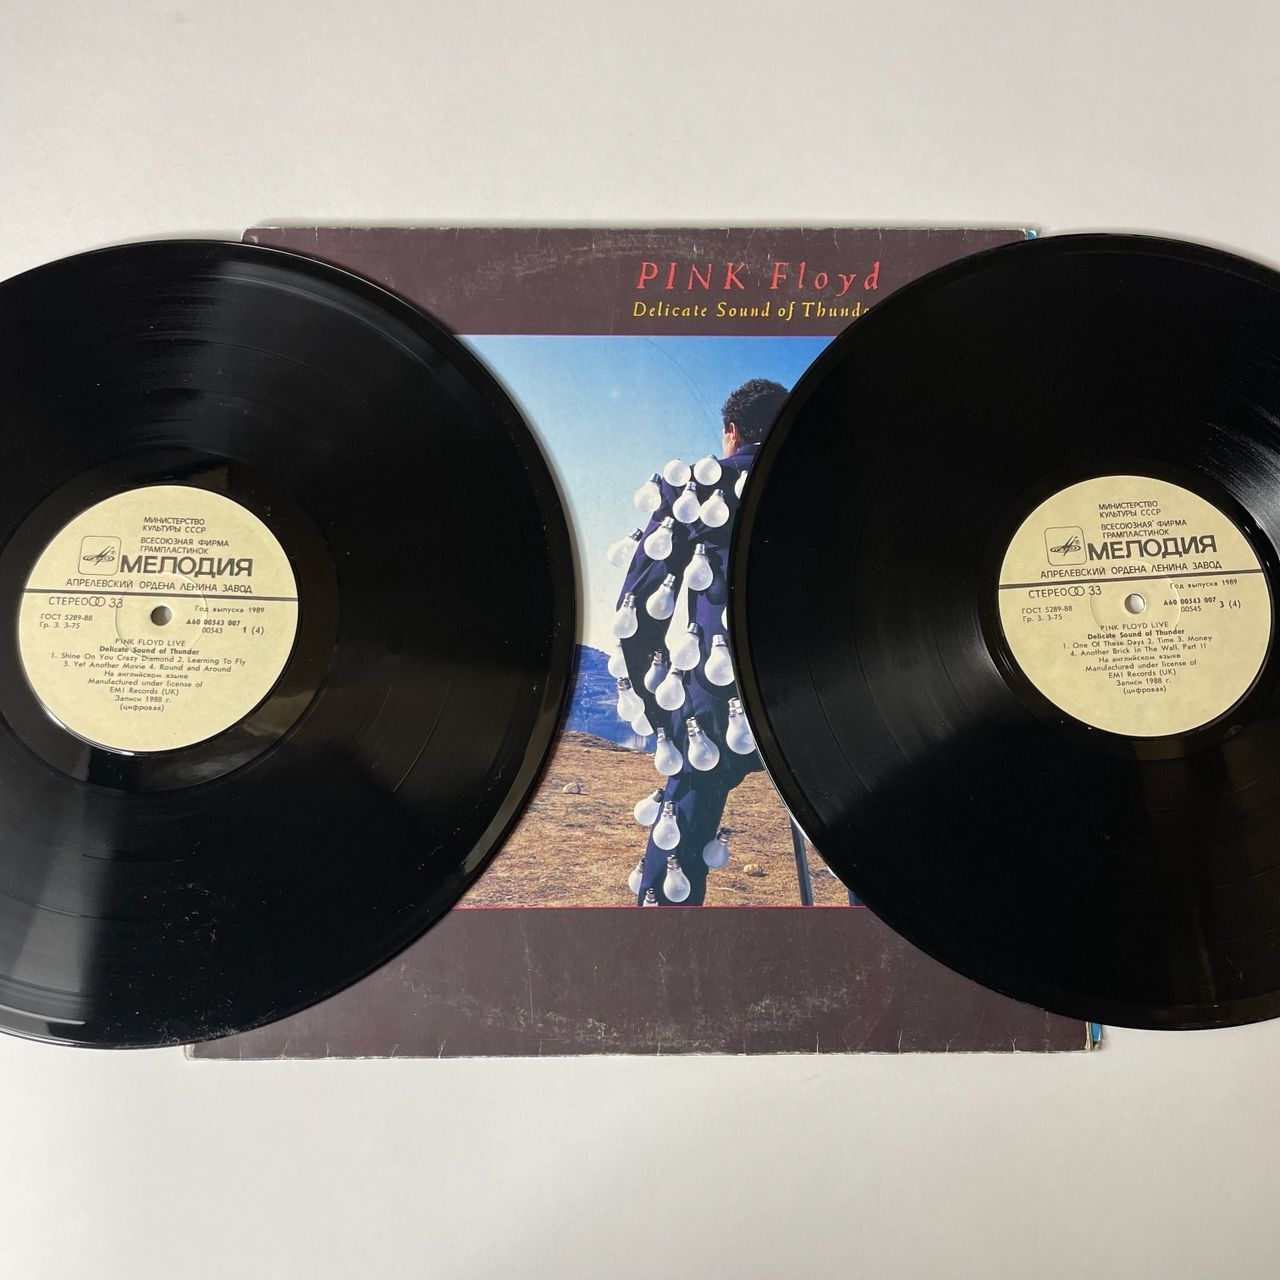 PINK Floyd
Delicate Sound of Thund
МИНИСТЕРСТВО
КУЛЬТУРЫ СССР
ВСЕСОЮЗНАЯ ФИРМА
ГРАМПЛАСТИНОК
МЕЛОДИЯ
АПРЕЛЕВСКИЙ ОРДЕНА ЛЕНИНА ЗАВОД
СТЕРЕО 33
Год выпуска 1989
ГОСТ 5289-88
Гр. 3. 3-75
А60 00543 007
00543
1 (4)
PINK FLOYD LIVE
Delicate Sound of Thunder
1. Shine On You Crazy Diamond 2. Learning To Fly
3. Yet Another Movie 4. Round and Around
На английском языке
Manufactured under license of
EMI Records (UK)
Записи 1988 г.
(цифровая)
МИНИСТЕРСТВО
КУЛЬТУРЫ СССР
ВСЕСОЮЗНАЯ ФИРМА
ГРАМПЛАСТИНОК
МЕЛОДИЯ
АПРЕЛЕВСКИЙ ОРДЕНА ЛЕНИНА ЗАВОД
СТЕРЕО 33
Год выпуска 1989
ГОСТ 5289-88
Гр. 3. 3-75
А60 00543 007
00545
3 (4)
PINK FLOYD LIVE
Delicate Sound of Thunder
1. One Of These Days 2. Time 3. Money
4. Another Brick In The Wall. Part II
На английском языке
Manufactured under license of
EMI Records (UK)
Записи 1988 г.
(цифровая)